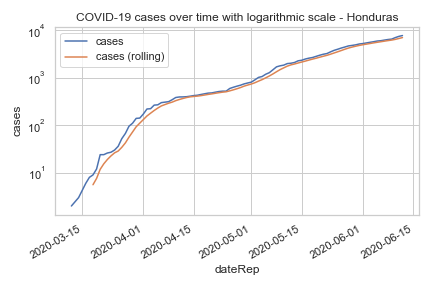 COVID-19 cases over time with logarithmic scale - Honduras
10⁴
10³
10²
10¹
cases
cases
cases (rolling)
2020-03-15
2020-04-01
2020-04-15
2020-05-01
2020-05-15
2020-06-01
2020-06-15
dateRep